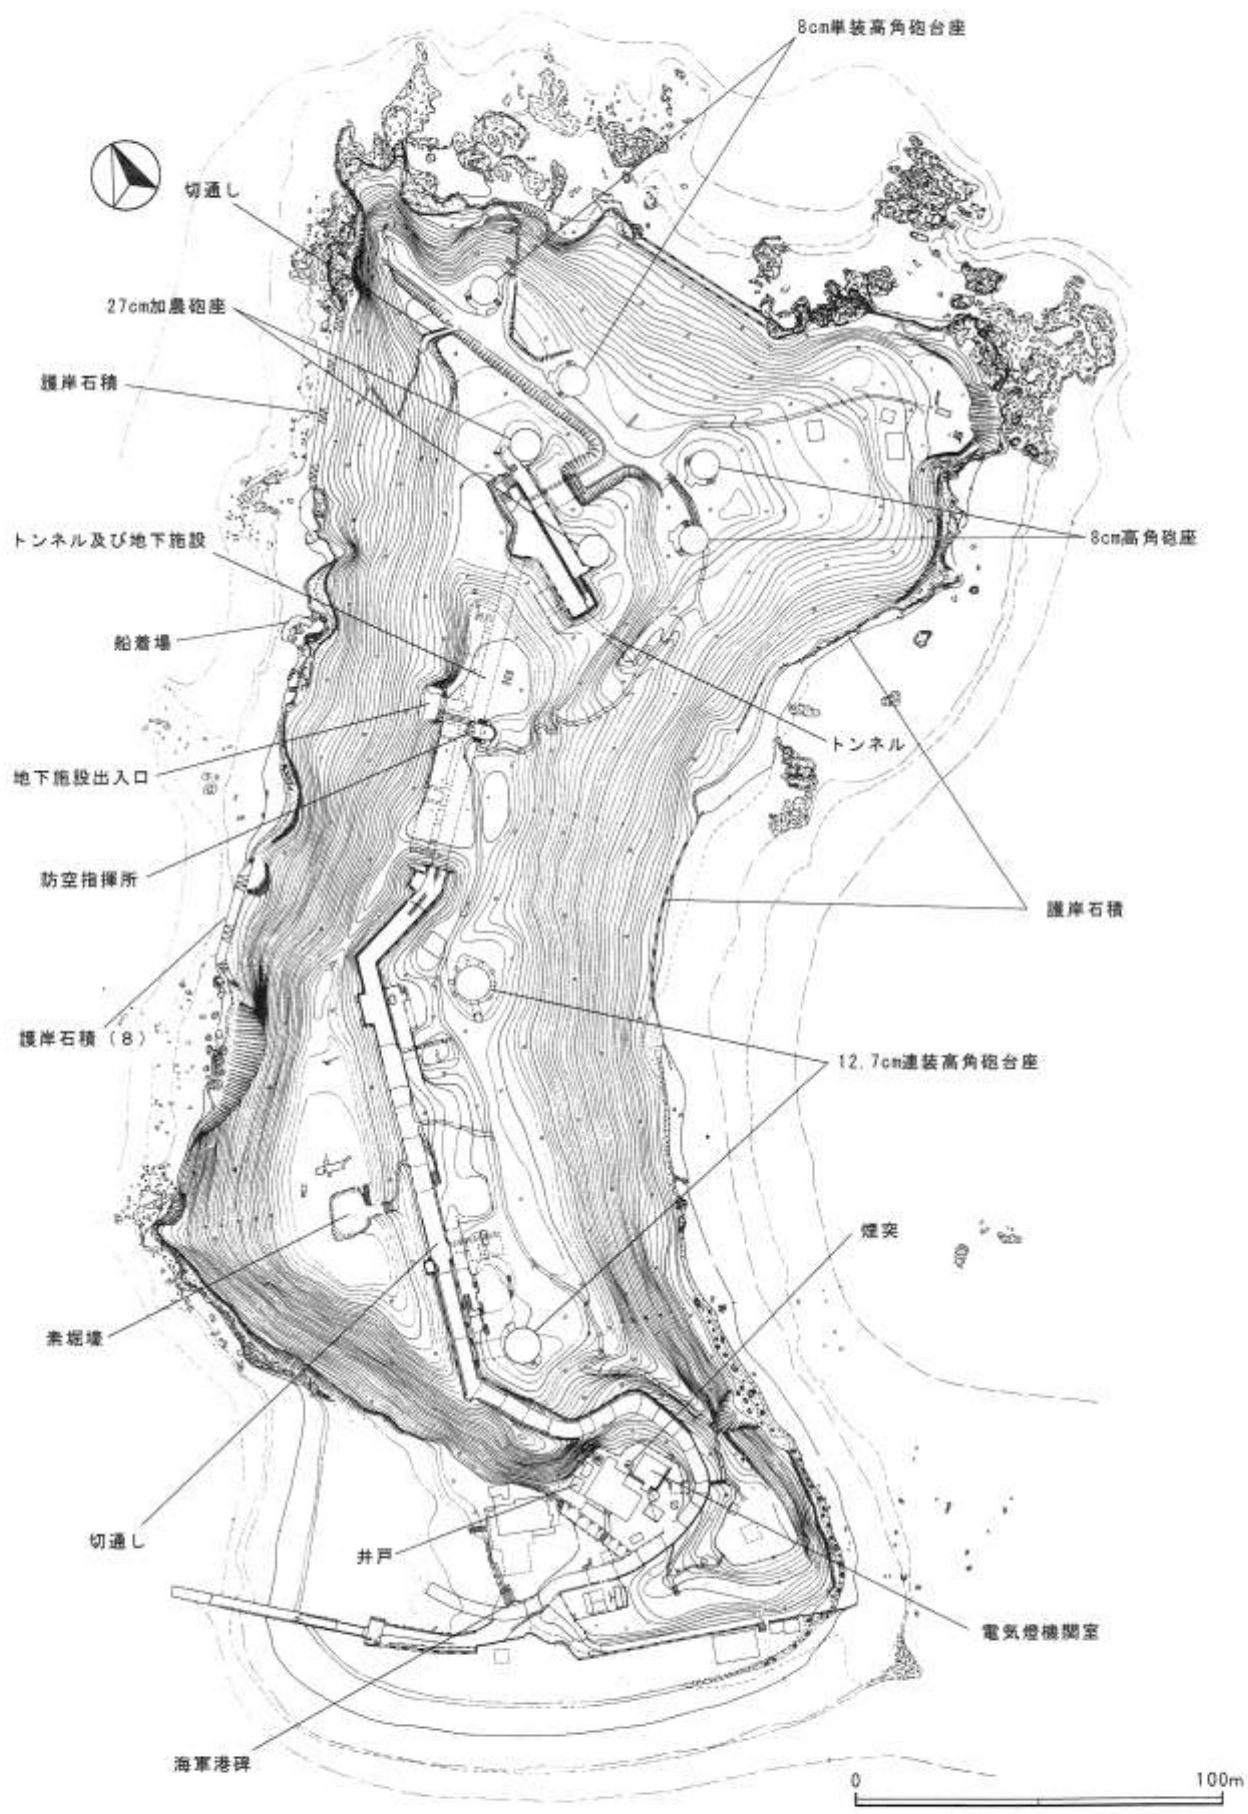 8cm単装高角砲台座
切通し
27cm加農砲座
護岸石積
トンネル及び地下施設
8cm高角砲座
船着場
トンネル
地下施設出入口
防空指揮所
護岸石積
護岸石積（8）
12.7cm連装高角砲台座
煙突
素堀壕
切通し
井戸
電気燈機関室
海軍港碑
0
100m